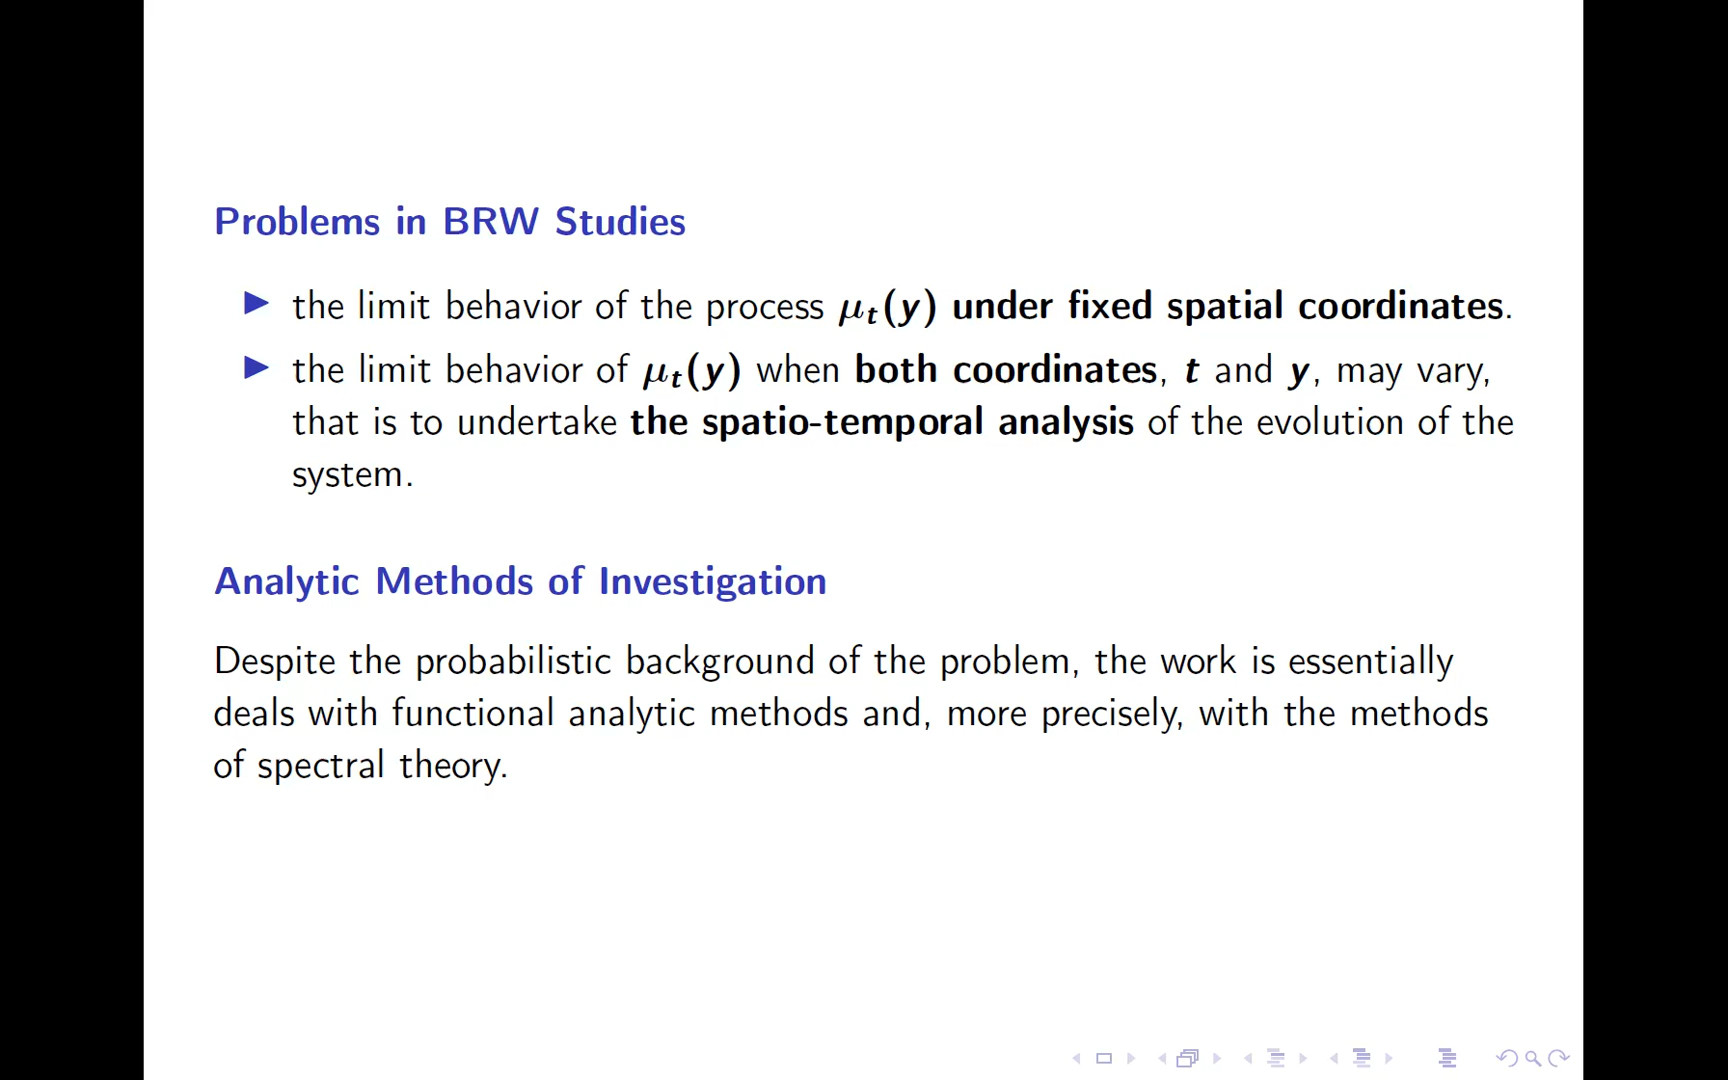 Problems in BRW Studies
the limit behavior of the process μₜ(y) under fixed spatial coordinates.
the limit behavior of μₜ(y) when both coordinates, t and y, may vary,
that is to undertake the spatio-temporal analysis of the evolution of the
system.
Analytic Methods of Investigation
Despite the probabilistic background of the problem, the work is essentially
deals with functional analytic methods and, more precisely, with the methods
of spectral theory.